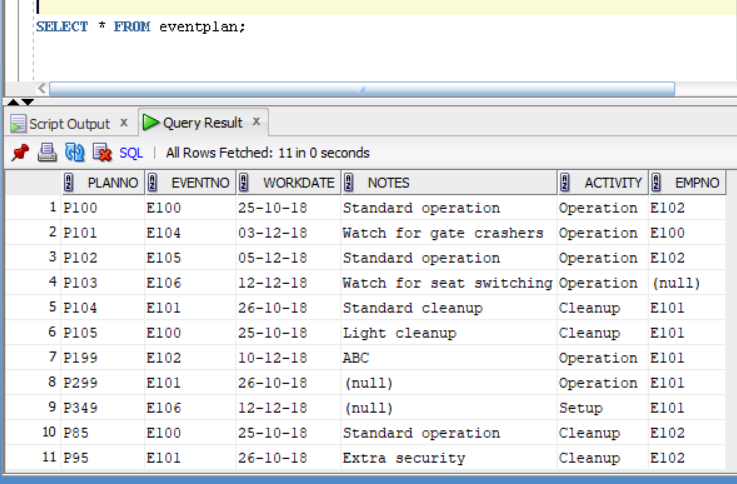 SELECT * FROM eventplan;
Script Output x Query Result x
SQL | All Rows Fetched: 11 in 0 seconds
PLANNO EVENTNO WORKDATE NOTES ACTIVITY EMPNO
1 P100 E100 25-10-18 Standard operation Operation E102
2 P101 E104 03-12-18 Watch for gate crashers Operation E100
3 P102 E105 05-12-18 Standard operation Operation E102
4 P103 E106 12-12-18 Watch for seat switching Operation (null)
5 P104 E101 26-10-18 Standard cleanup Cleanup E101
6 P105 E100 25-10-18 Light cleanup Cleanup E101
7 P199 E102 10-12-18 ABC Operation E101
8 P299 E101 26-10-18 (null) Operation E101
9 P349 E106 12-12-18 (null) Setup E101
10 P85 E100 25-10-18 Standard operation Cleanup E102
11 P95 E101 26-10-18 Extra security Cleanup E102